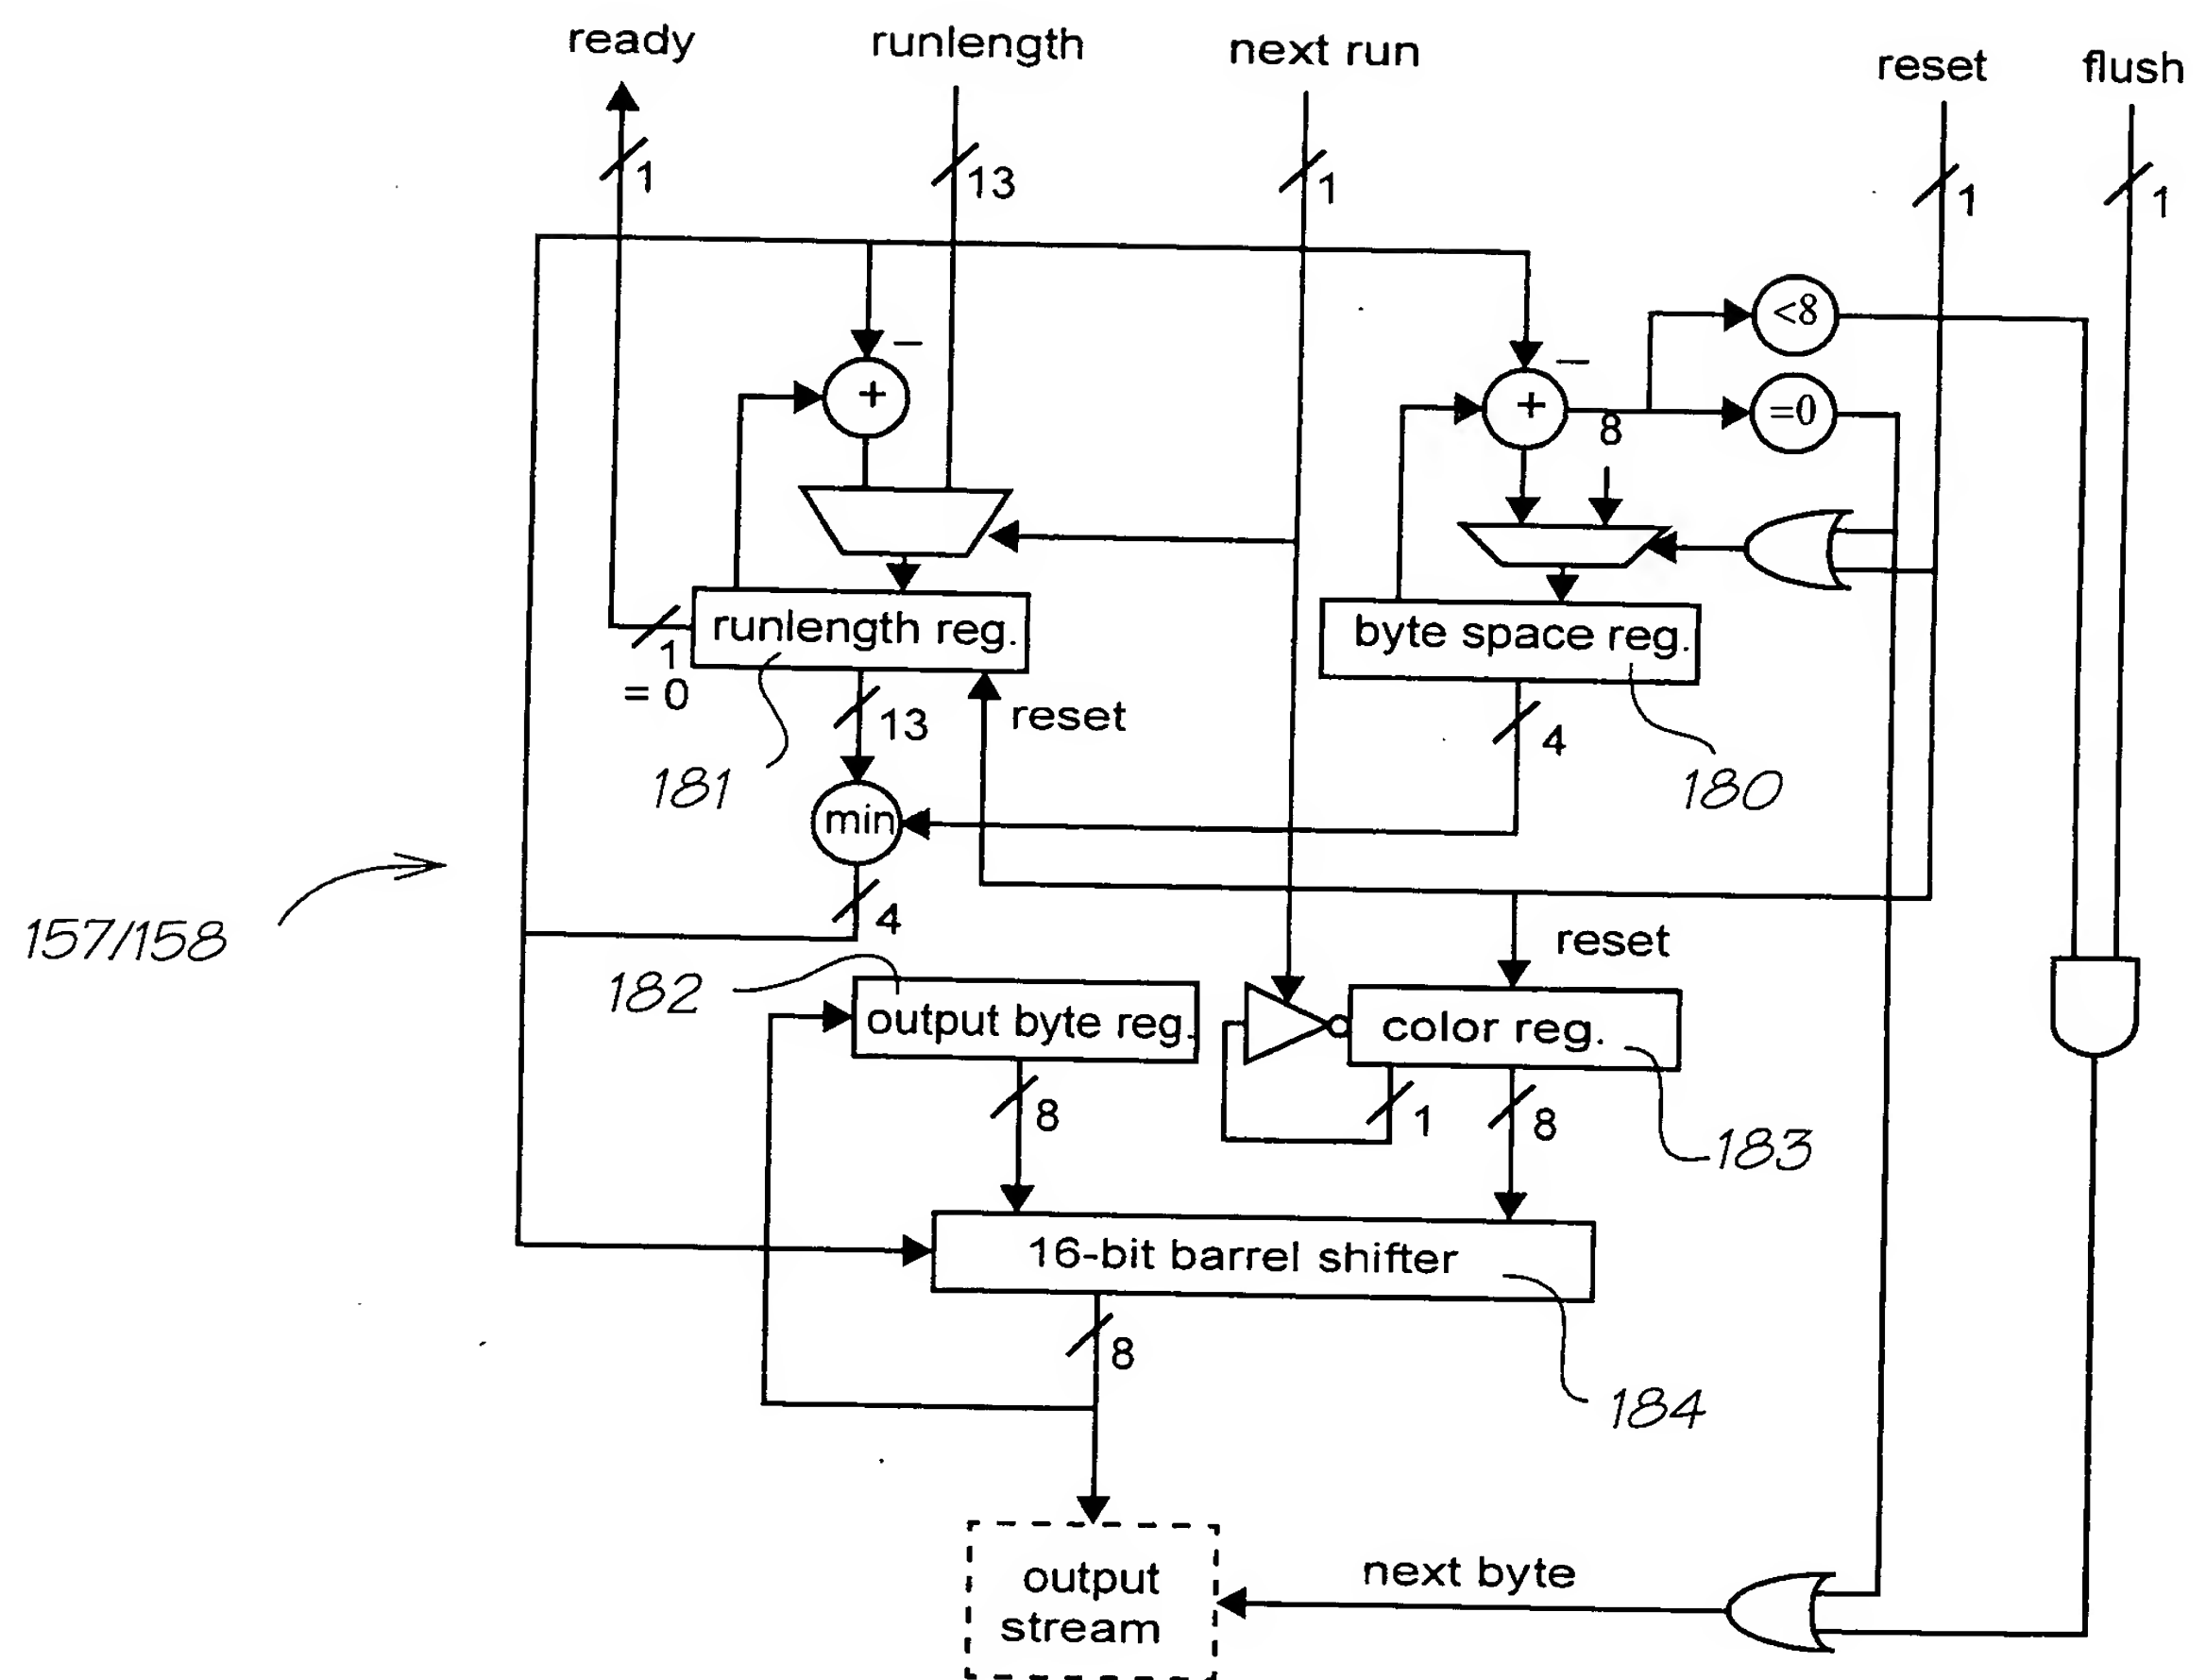 ready
runlength
next run
reset
flush
1
13
1
1
1
−
−
<8
+
+
=0
8
runlength reg.
byte space reg.
1
= 0
13
reset
4
181
180
min
4
157/158
reset
182
output byte reg.
color reg.
8
1
8
183
16-bit barrel shifter
8
184
next byte
output
stream